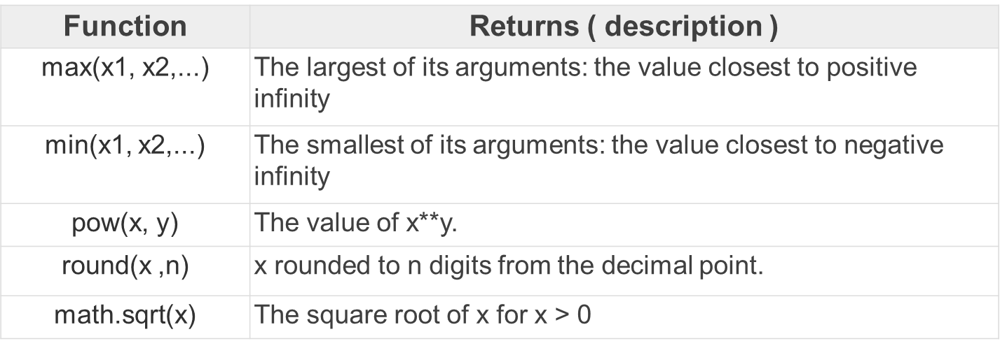 Function
Returns ( description )
max(x1, x2,...)
The largest of its arguments: the value closest to positive
infinity
min(x1, x2,...)
The smallest of its arguments: the value closest to negative
infinity
pow(x, y)
The value of x**y.
round(x ,n)
x rounded to n digits from the decimal point.
math.sqrt(x)
The square root of x for x > 0